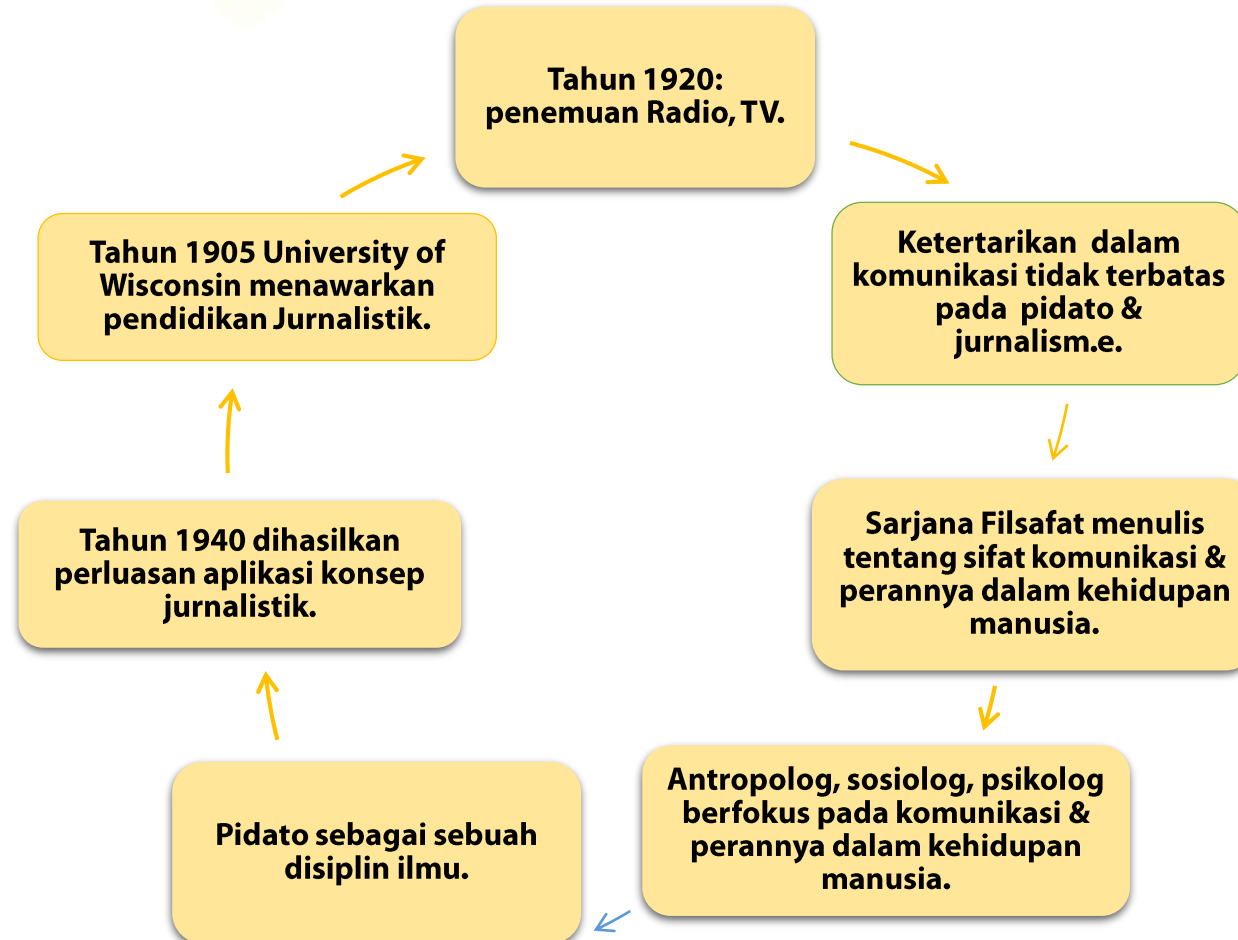 Tahun 1920:
penemuan Radio, TV.
Ketertarikan dalam
komunikasi tidak terbatas
pada pidato &
jurnalism.e.
Sarjana Filsafat menulis
tentang sifat komunikasi &
perannya dalam kehidupan
manusia.
Antropolog, sosiolog, psikolog
berfokus pada komunikasi &
perannya dalam kehidupan
manusia.
Pidato sebagai sebuah
disiplin ilmu.
Tahun 1940 dihasilkan
perluasan aplikasi konsep
jurnalistik.
Tahun 1905 University of
Wisconsin menawarkan
pendidikan Jurnalistik.